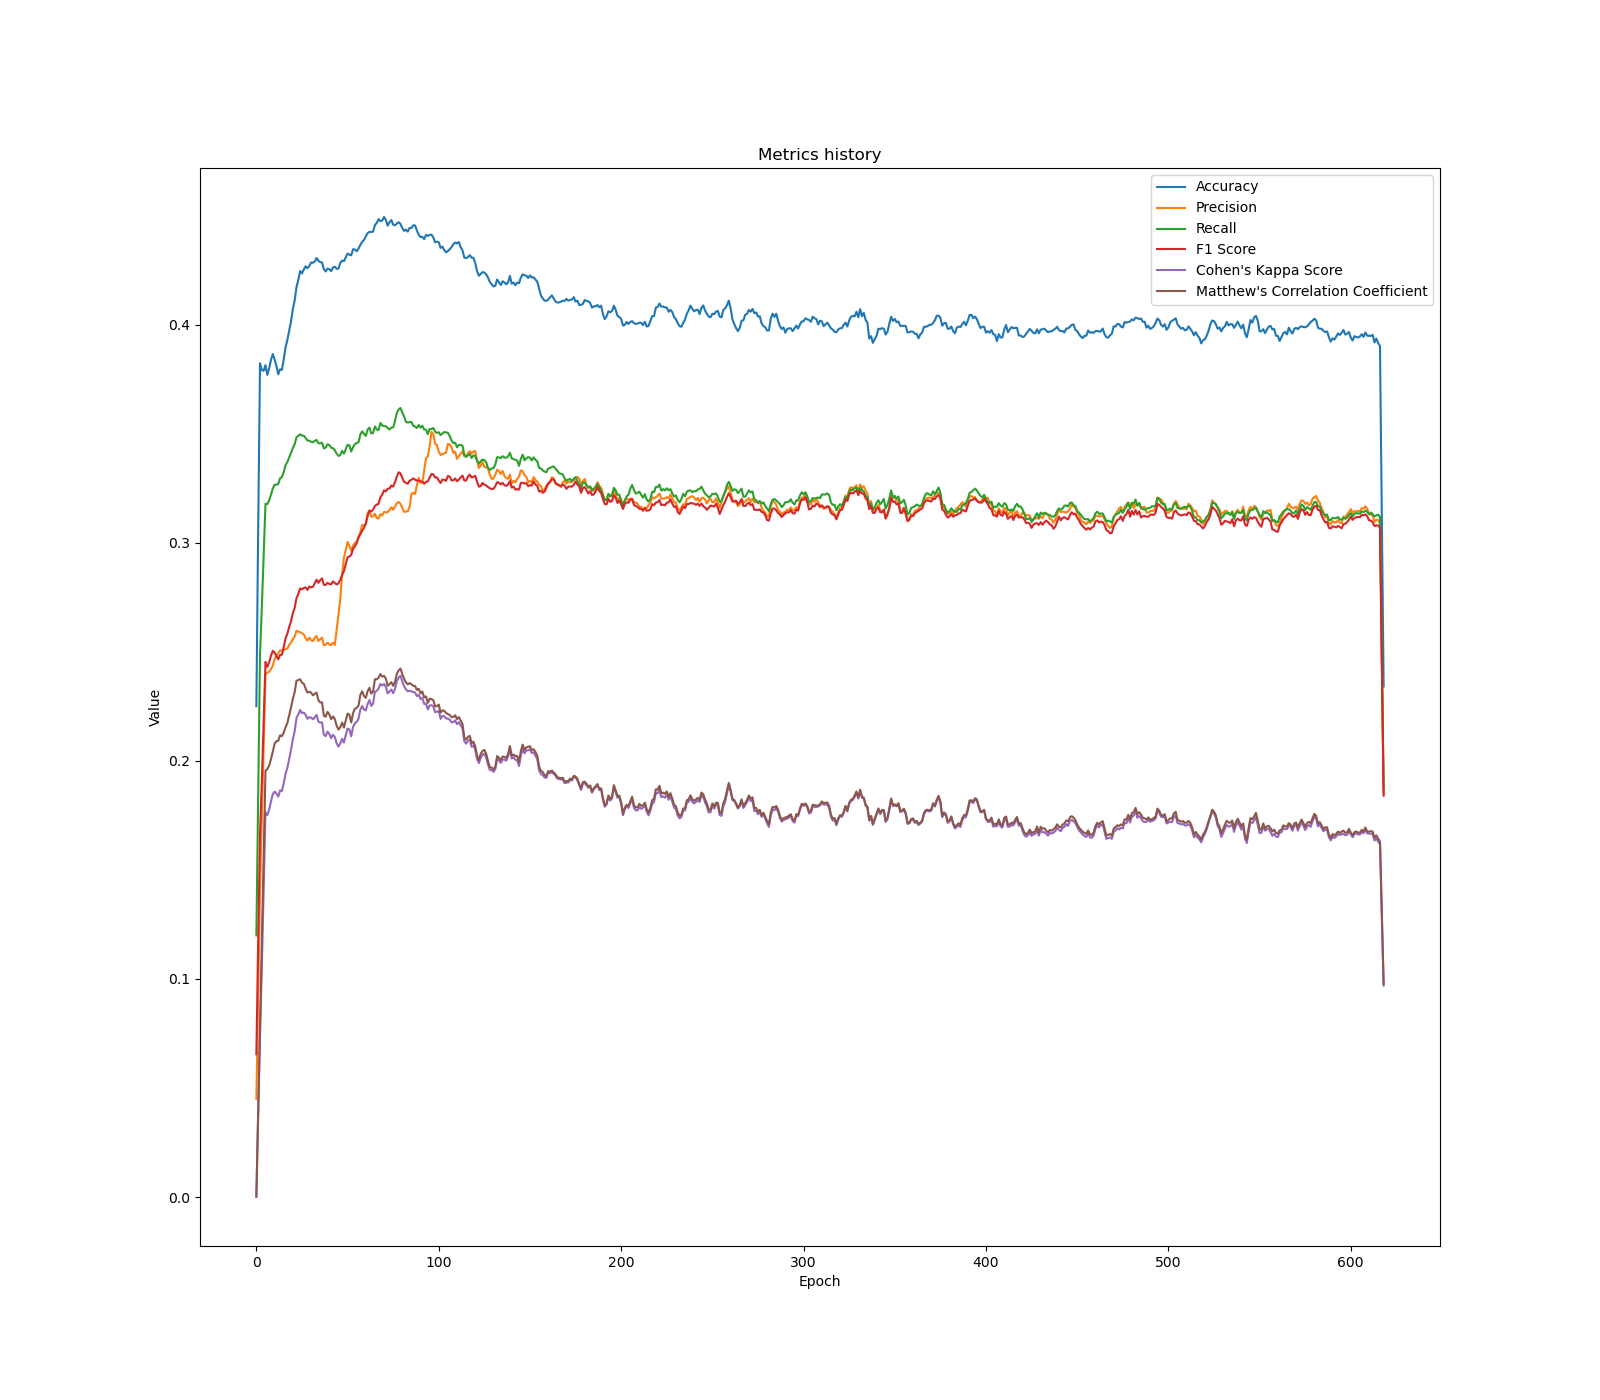 Metrics history
Accuracy
Precision
Recall
F1 Score
Cohen's Kappa Score
Matthew's Correlation Coefficient
Value
0.4
0.3
0.2
0.1
0.0
0 100 200 300 400 500 600
Epoch